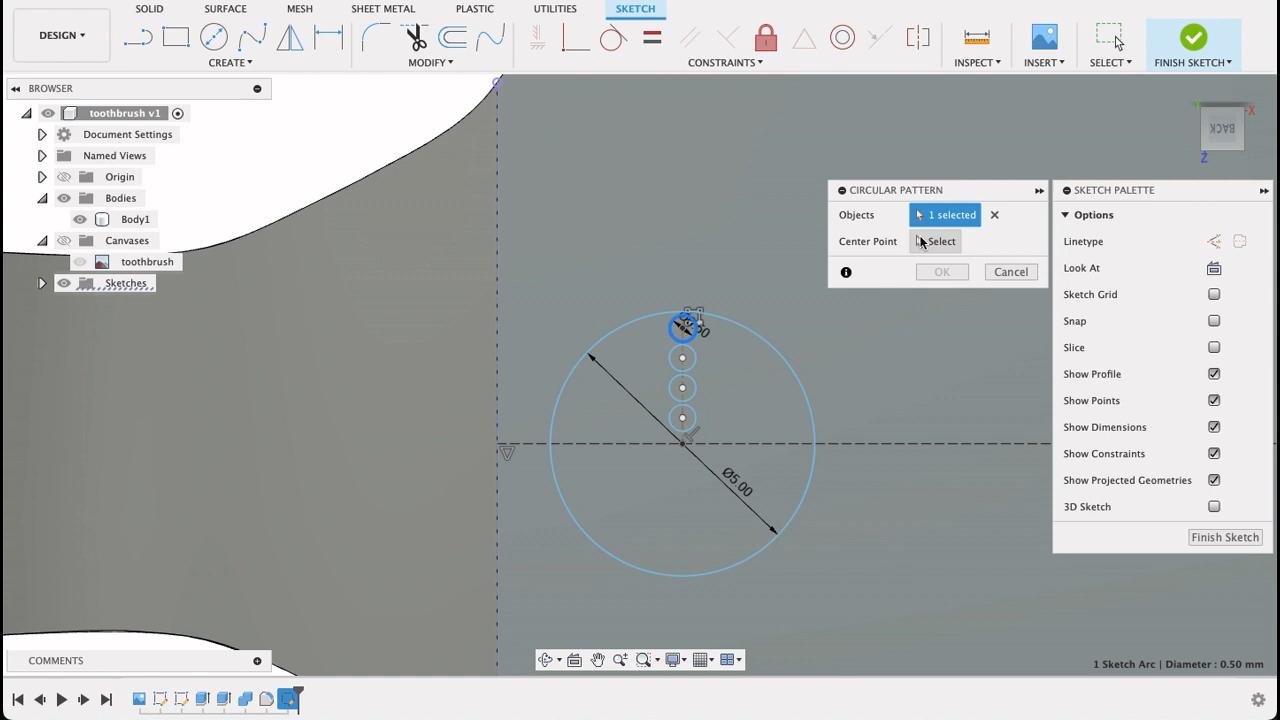 SOLID SURFACE MESH SHEET METAL PLASTIC UTILITIES SKETCH
DESIGN
CREATE MODIFY CONSTRAINTS INSPECT INSERT SELECT FINISH SKETCH
BROWSER
toothbrush v1
Document Settings
Named Views
Origin
Bodies
Body1
Canvases
toothbrush
Sketches
X
BACK
Z
CIRCULAR PATTERN
Objects 1 selected
Center Point Select
OK Cancel
SKETCH PALETTE
Options
Linetype
Look At
Sketch Grid
Snap
Slice
Show Profile
Show Points
Show Dimensions
Show Constraints
Show Projected Geometries
3D Sketch
Finish Sketch
Ø5.00
COMMENTS
1 Sketch Arc | Diameter : 0.50 mm